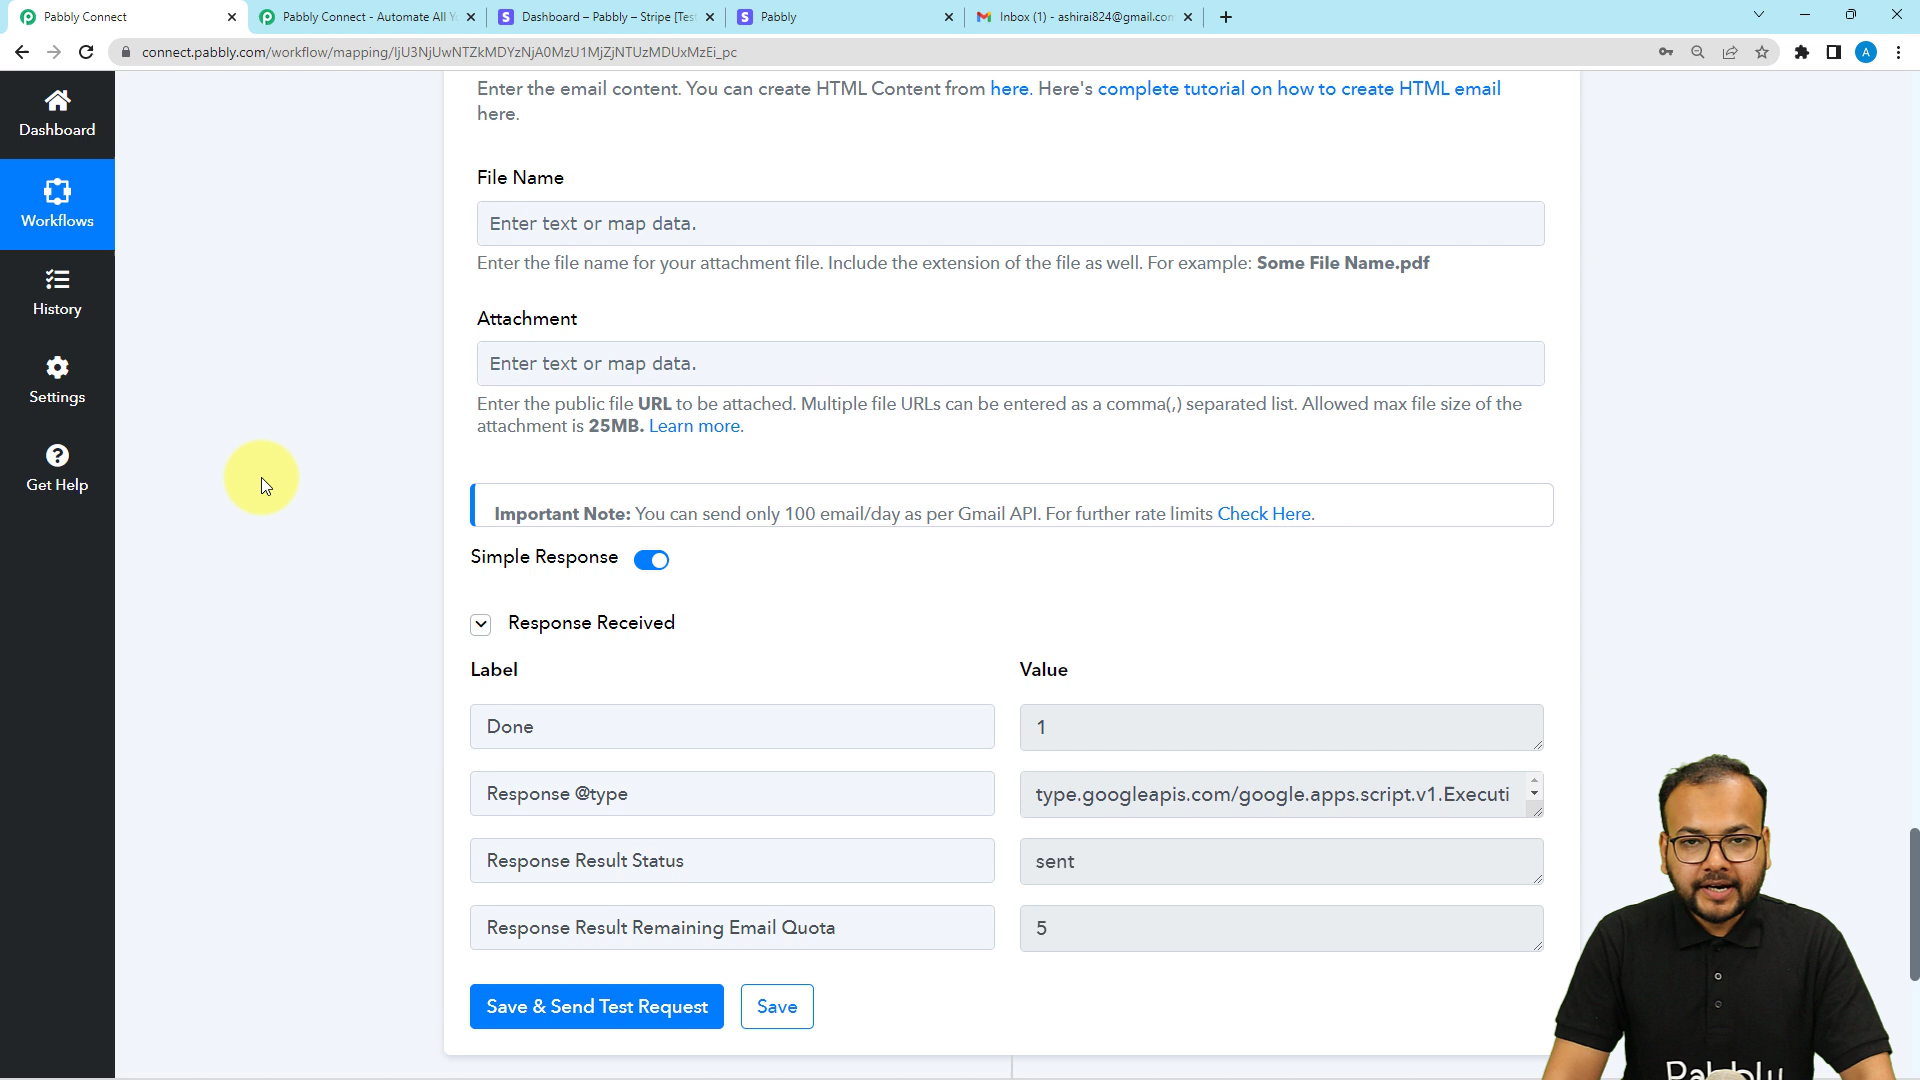 Pabbly Connect
Pabbly Connect - Automate All Y
Dashboard – Pabbly – Stripe [Tes
Pabbly
Inbox (1) - ashirai824@gmail.con
connect.pabbly.com/workflow/mapping/IjU3NjUwNTZkMDYzNjA0MzU1MjZjNTUzMDUxMzEi_pc
A
Dashboard
Workflows
History
Settings
Get Help
Enter the email content. You can create HTML Content from here. Here's complete tutorial on how to create HTML email
here.
File Name
Enter text or map data.
Enter the file name for your attachment file. Include the extension of the file as well. For example: Some File Name.pdf
Attachment
Enter text or map data.
Enter the public file URL to be attached. Multiple file URLs can be entered as a comma(,) separated list. Allowed max file size of the
attachment is 25MB. Learn more.
Important Note: You can send only 100 email/day as per Gmail API. For further rate limits Check Here.
Simple Response
Response Received
Label Value
Done 1
Response @type type.googleapis.com/google.apps.script.v1.Executi
Response Result Status sent
Response Result Remaining Email Quota 5
Save & Send Test Request Save
Pabbly